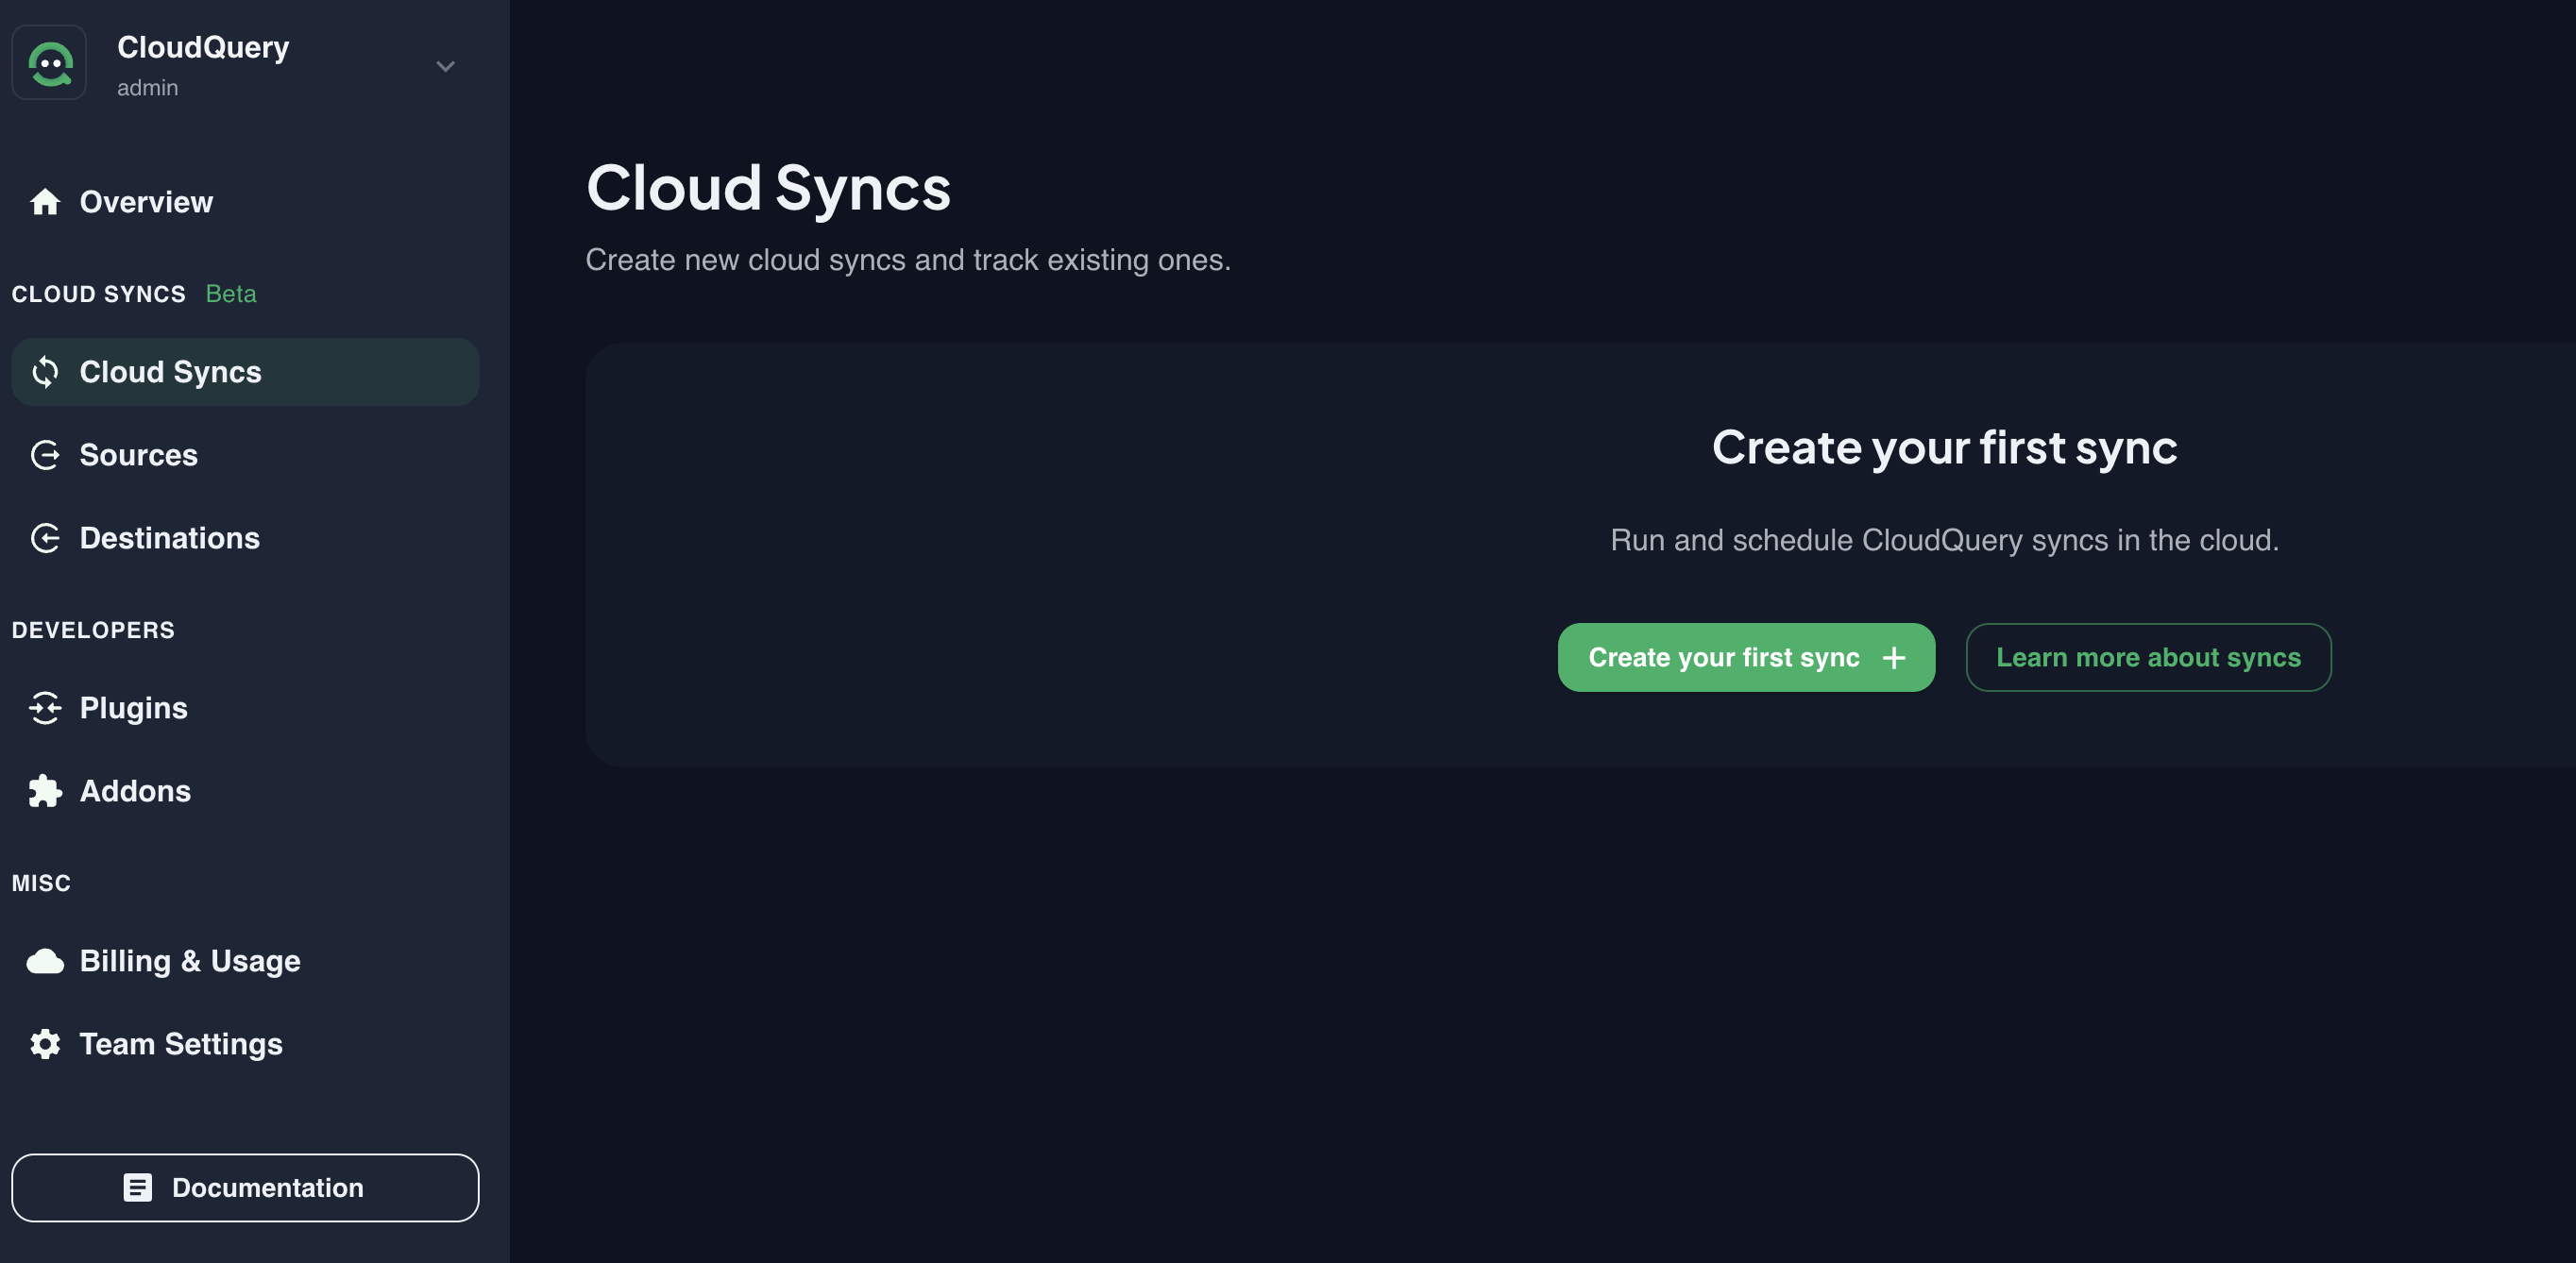 CloudQuery
admin
Overview
CLOUD SYNCS Beta
Cloud Syncs
Sources
Destinations
DEVELOPERS
Plugins
Addons
MISC
Billing & Usage
Team Settings
Documentation
Cloud Syncs
Create new cloud syncs and track existing ones.
Create your first sync
Run and schedule CloudQuery syncs in the cloud.
Create your first sync +
Learn more about syncs